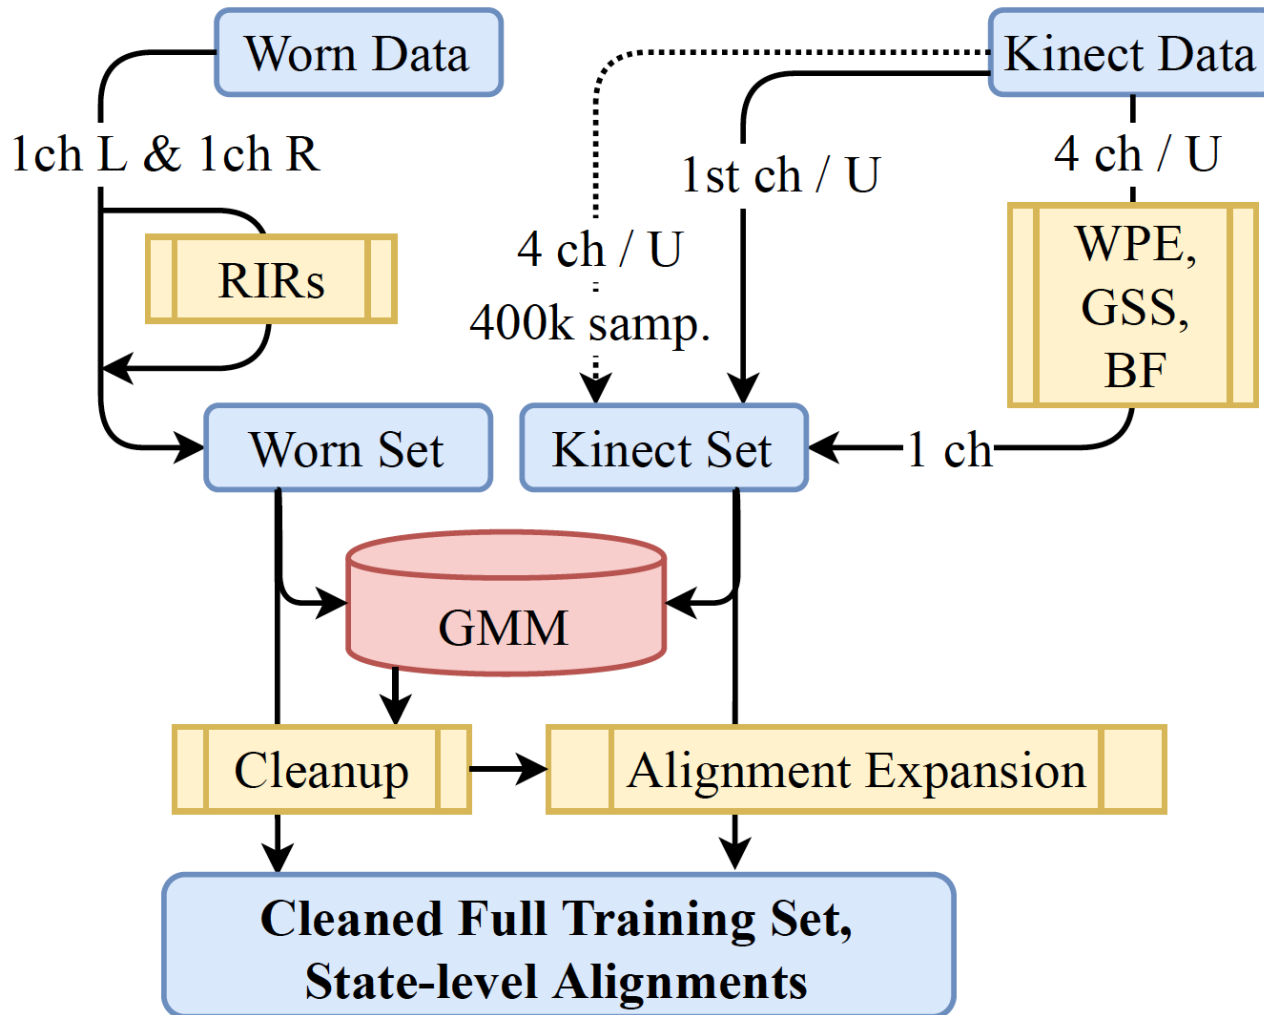 Worn Data
Kinect Data
1ch L & 1ch R
1st ch / U
4 ch / U
RIRs
4 ch / U
400k samp.
WPE,
GSS,
BF
Worn Set
Kinect Set
1 ch
GMM
Cleanup
Alignment Expansion
Cleaned Full Training Set,
State-level Alignments